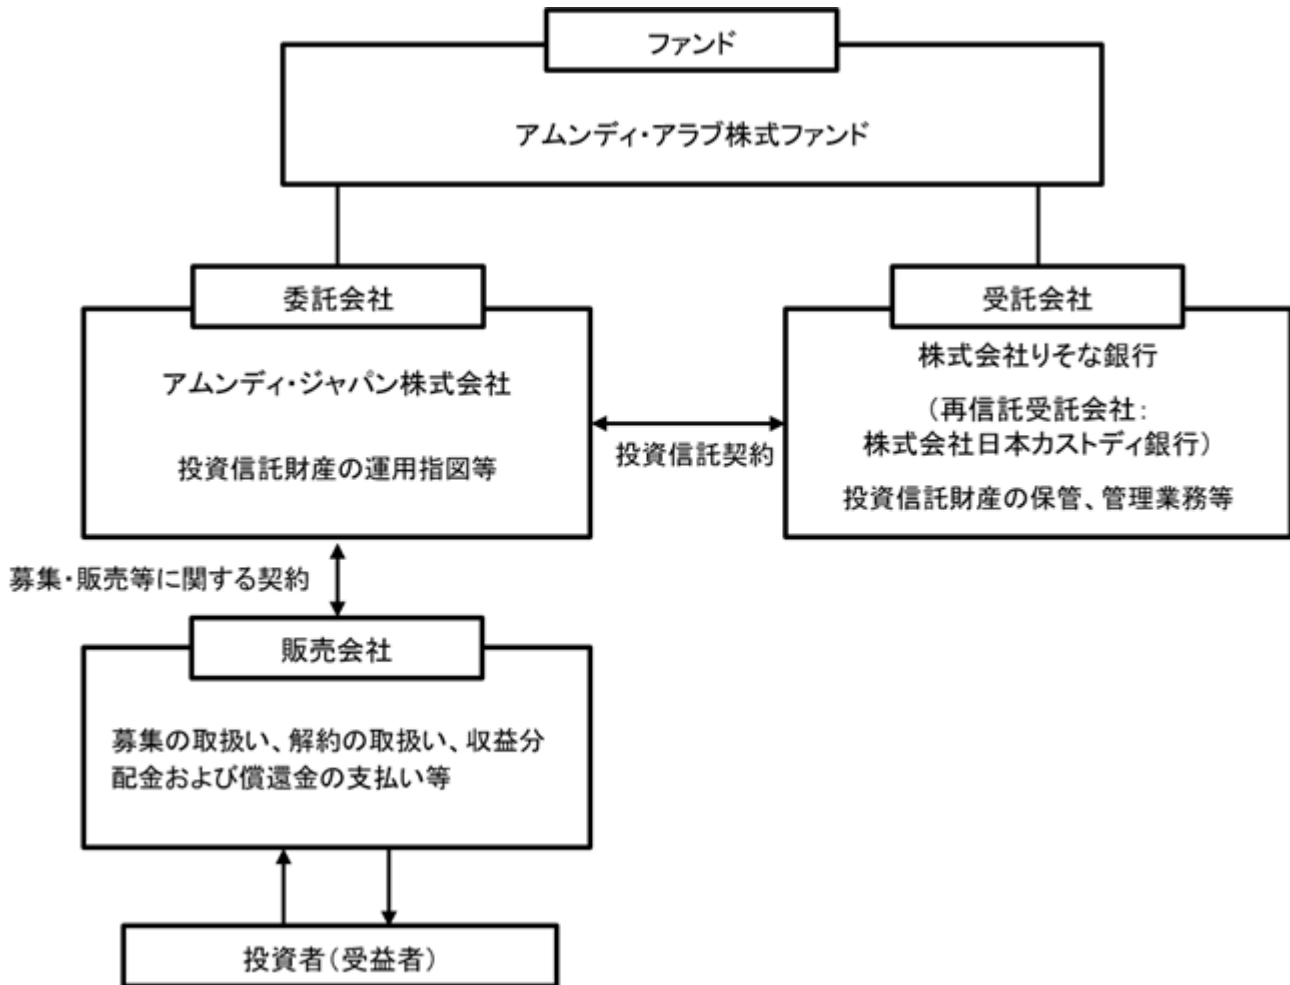 ファンド
アムンディ・アラブ株式ファンド
委託会社
アムンディ・ジャパン株式会社
投資信託財産の運用指図等
投資信託契約
受託会社
株式会社りそな銀行
（再信託受託会社：
株式会社日本カストディ銀行）
投資信託財産の保管、管理業務等
募集・販売等に関する契約
販売会社
募集の取扱い、解約の取扱い、収益分
配金および償還金の支払い等
投資者（受益者）